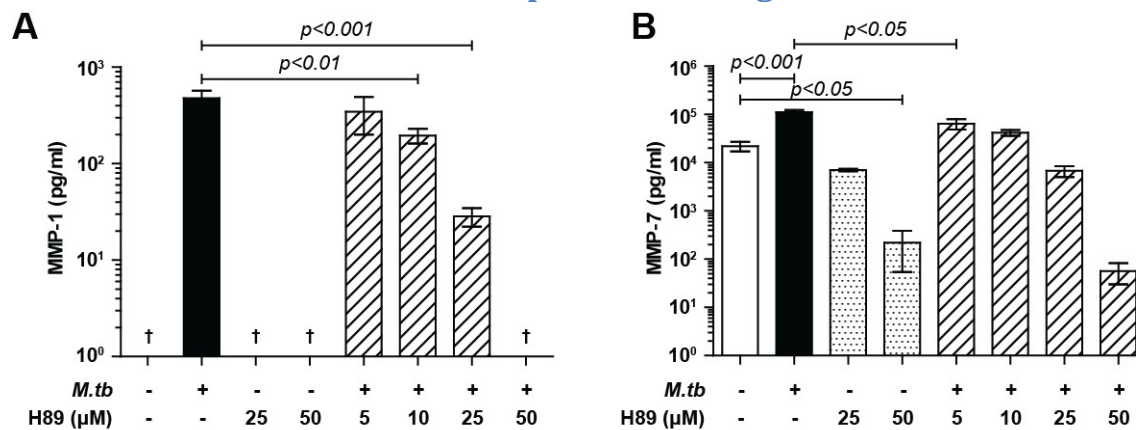 A
p<0.001
p<0.01
10³
10²
10¹
10⁰
MMP-1 (pg/ml)
† † † †
M.tb - + - - + + + +
H89 (µM) - - 25 50 5 10 25 50
B
p<0.05
p<0.001
p<0.05
10⁶
10⁵
10⁴
10³
10²
10¹
10⁰
MMP-7 (pg/ml)
- + - - + + + +
H89 (µM) - - 25 50 5 10 25 50